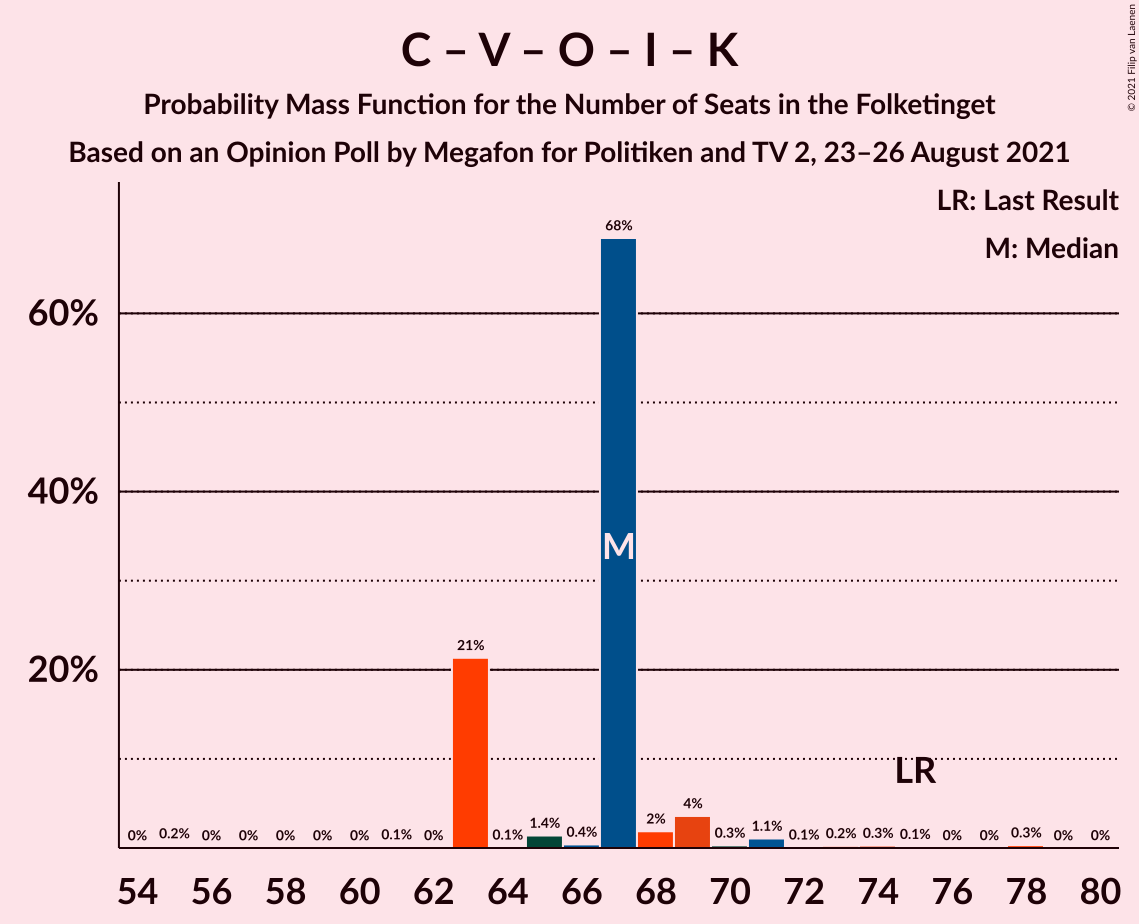 C – V – O – I – K
Probability Mass Function for the Number of Seats in the Folketinget
Based on an Opinion Poll by Megafon for Politiken and TV 2, 23–26 August 2021
© 2021 Filip van Laenen
LR: Last Result
M: Median
60%
40%
20%
0% 0.2% 0% 0% 0% 0% 0% 0.1% 0% 21% 0.1% 1.4% 0.4% 68% 2% 4% 0.3% 1.1% 0.1% 0.2% 0.3% 0.1% 0% 0% 0.3% 0% 0%
M
LR
54 56 58 60 62 64 66 68 70 72 74 76 78 80